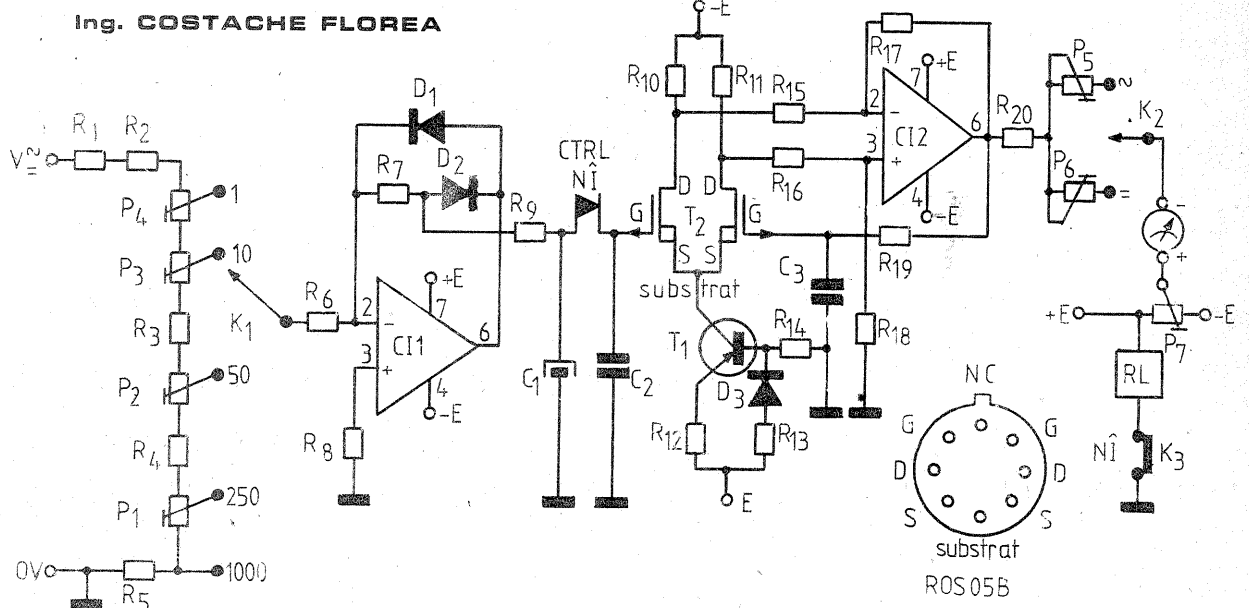 Ing. COSTACHE FLOREA
-E
R17
+E
7
R10
R11
R15
2
-
3
+
CI2
6
4
-E
R16
R20
P5
~
K2
P6
=
D1
R1
R2
V≂
R7
D2
CTRL
NÎ
P4
1
R9
G
D
D
T2
G
S
S
substrat
R19
C3
-
+
P3
10
R6
K1
2
-
+E
7
CI1
6
3
+
4
-E
R3
T1
R14
R18
+E
-E
P7
P2
50
C1
C2
D3
RL
NC
R8
R12
R13
G
G
D
D
S
S
substrat
ROS05B
NÎ
K3
R4
P1
250
E
0V
R5
1000